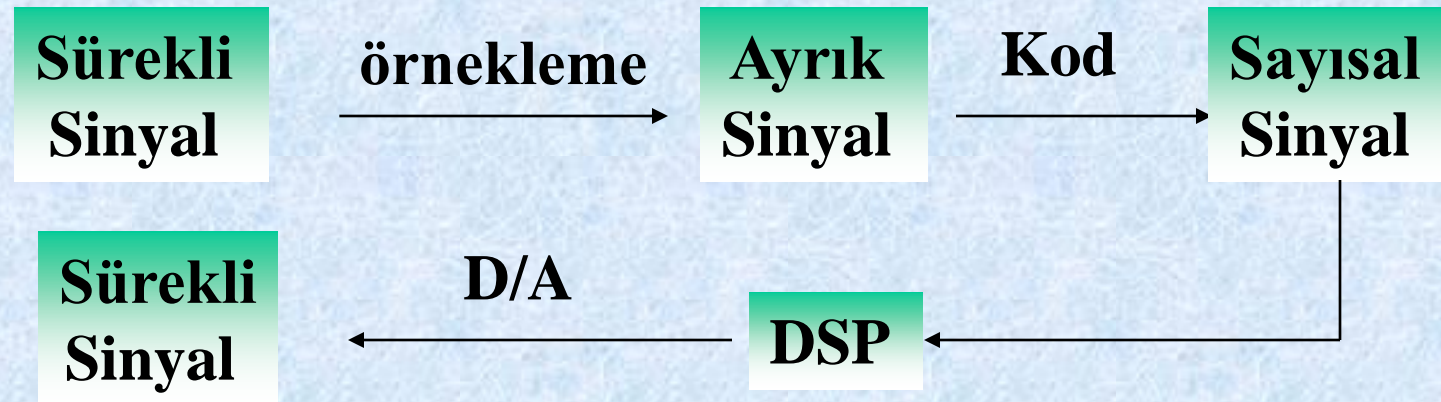 Sürekli
Sinyal
örnekleme
Ayrık
Sinyal
Kod
Sayısal
Sinyal
Sürekli
Sinyal
D/A
DSP